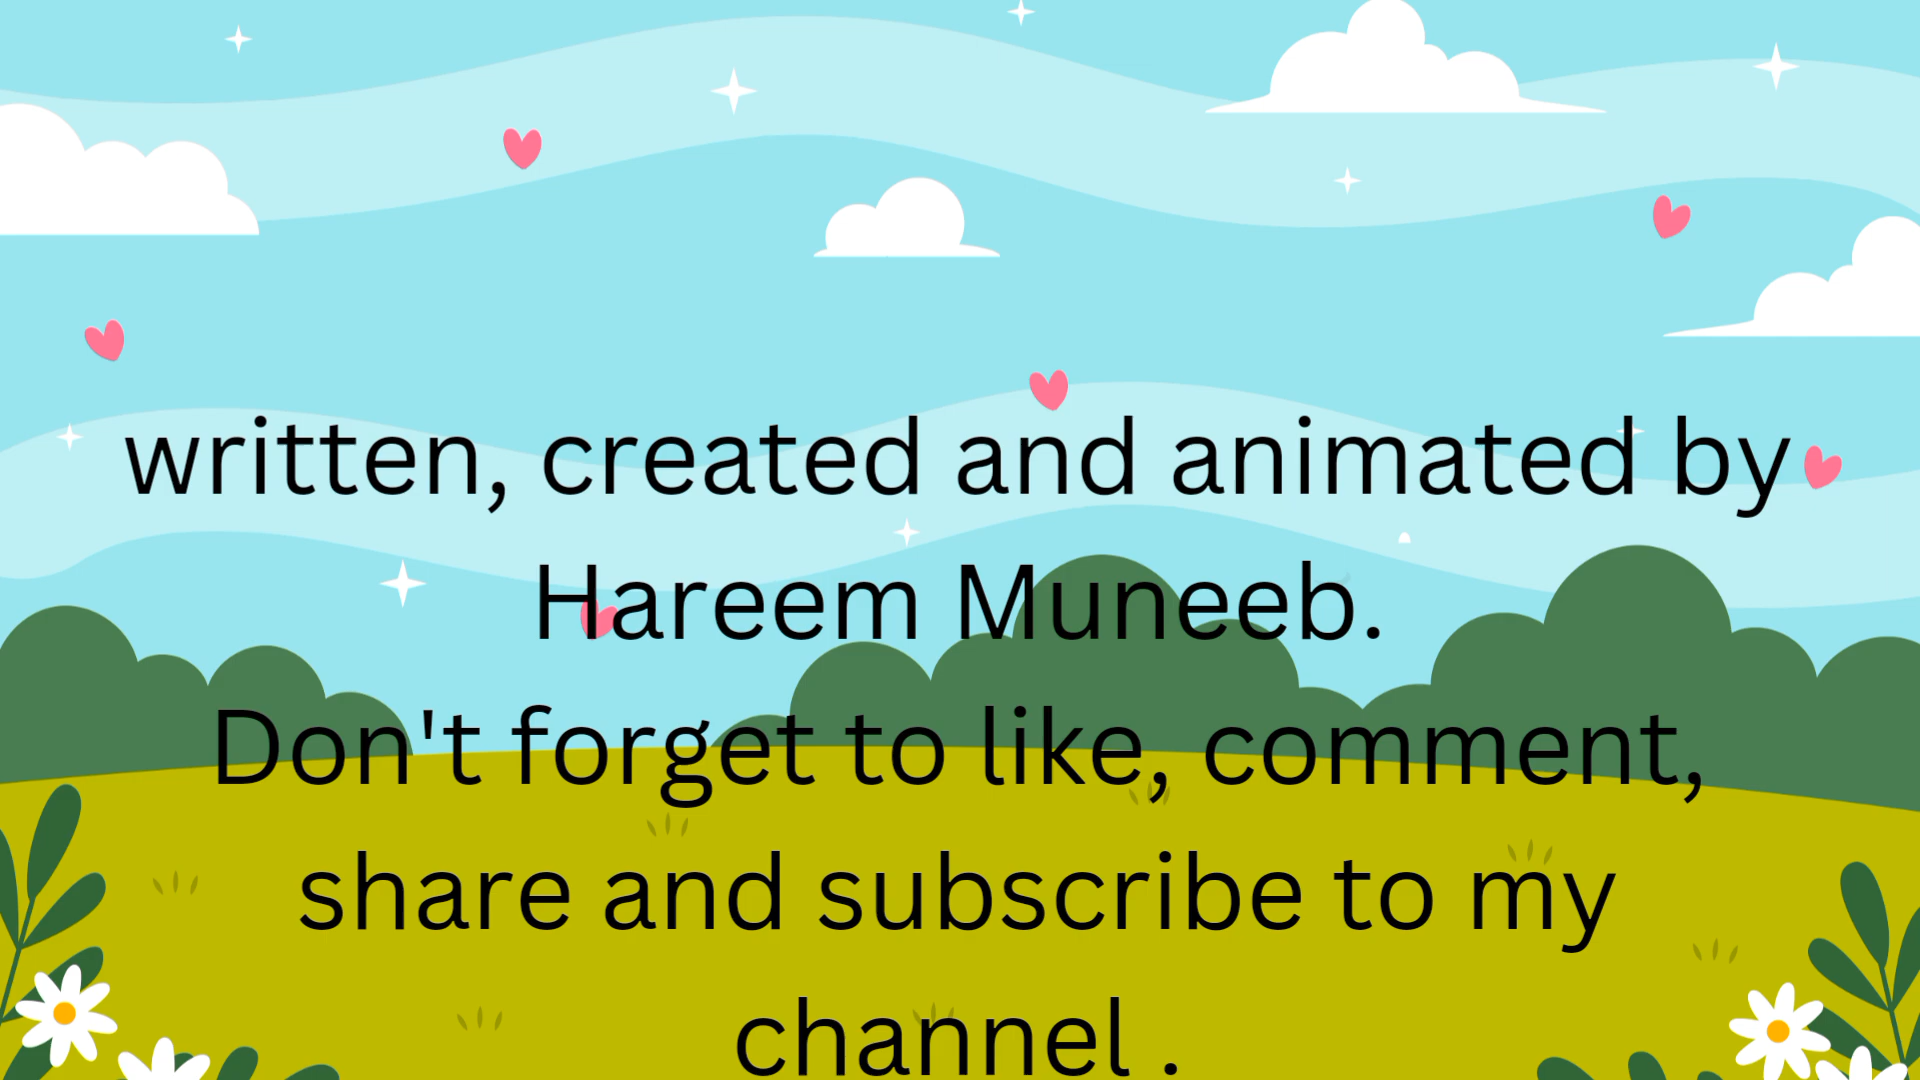 written, created and animated by
Hareem Muneeb.
Don't forget to like, comment,
share and subscribe to my
channel .